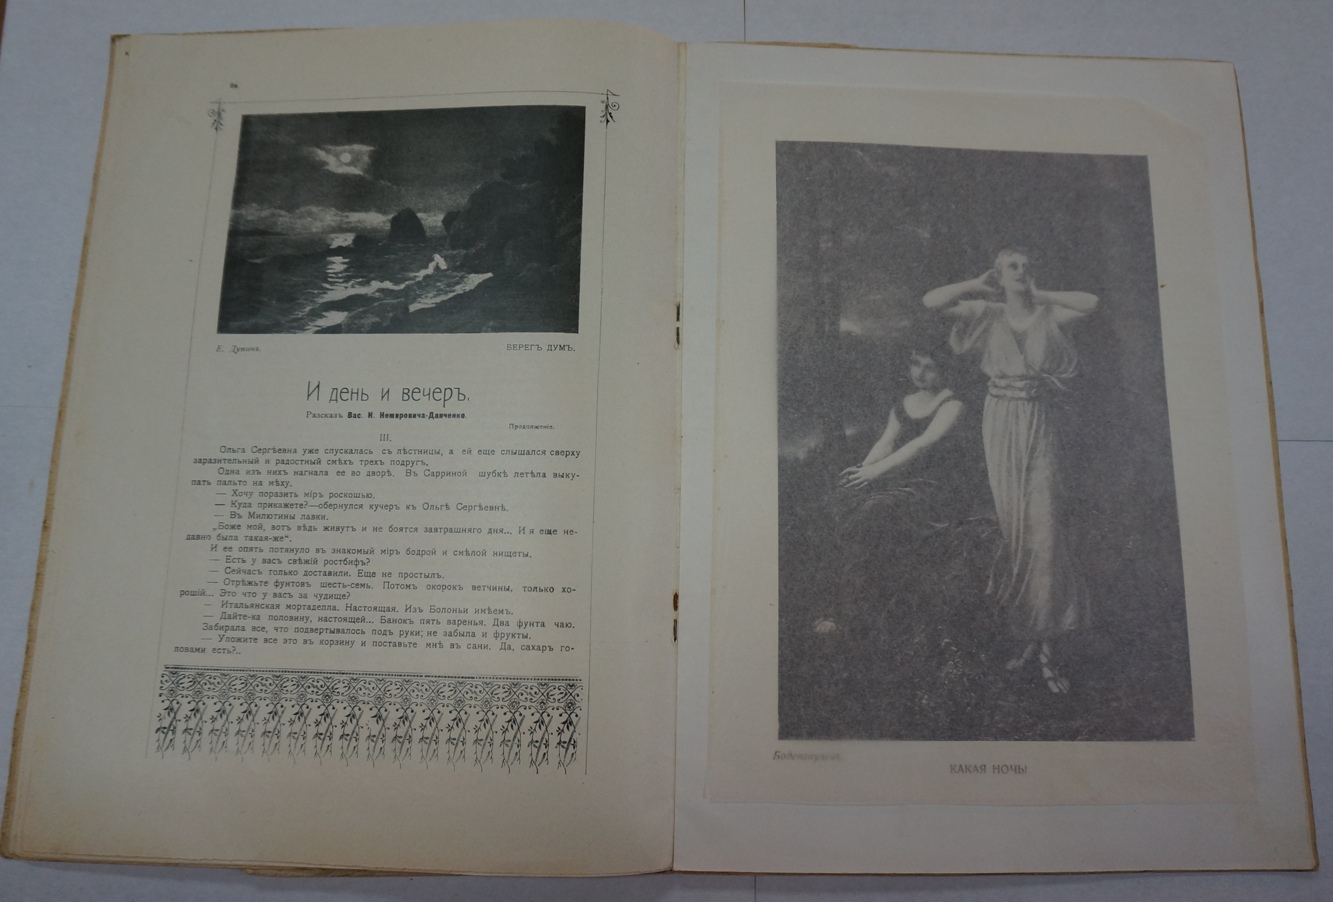 БЕРЕГЪ ДУМЪ.
И день и вечеръ.
Разсказъ Вас. И. Немировича-Данченко.
Продолженіе.
III.
Ольга Сергѣевна уже спускалась съ лѣстницы, а ей еще слышался сверху
заразительный и радостный смѣхъ трехъ подругъ.
Одна изъ нихъ нагнала ее во дворѣ. Въ Сарриной шубкѣ летѣла выку-
пать пальто на мѣху.
— Хочу поразить міръ роскошью.
— Куда прикажете?—обернулся кучеръ къ Ольгѣ Сергѣевнѣ.
— Въ Милютины лавки.
„Боже мой, вотъ вѣдь живутъ и не боятся завтрашняго дня... И я еще не-
давно была такая-же".
И ее опять потянуло въ знакомый міръ бодрой и смѣлой нищеты.
— Есть у васъ свѣжій ростбифъ?
— Сейчасъ только доставили. Еще не простылъ.
— Отрѣжьте фунтовъ шесть-семь. Потомъ окорокъ ветчины, только хо-
рошій... Это что у васъ за чудище?
— Итальянская мортаделла. Настоящая. Изъ Болоньи имѣемъ.
— Дайте-ка половину, настоящей... Банокъ пять варенья. Два фунта чаю.
Забирала все, что подвертывалось подъ руки; не забыла и фрукты.
— Уложите все это въ корзину и поставьте мнѣ въ сани. Да, сахаръ го-
ловами есть?..
КАКАЯ НОЧЬ!